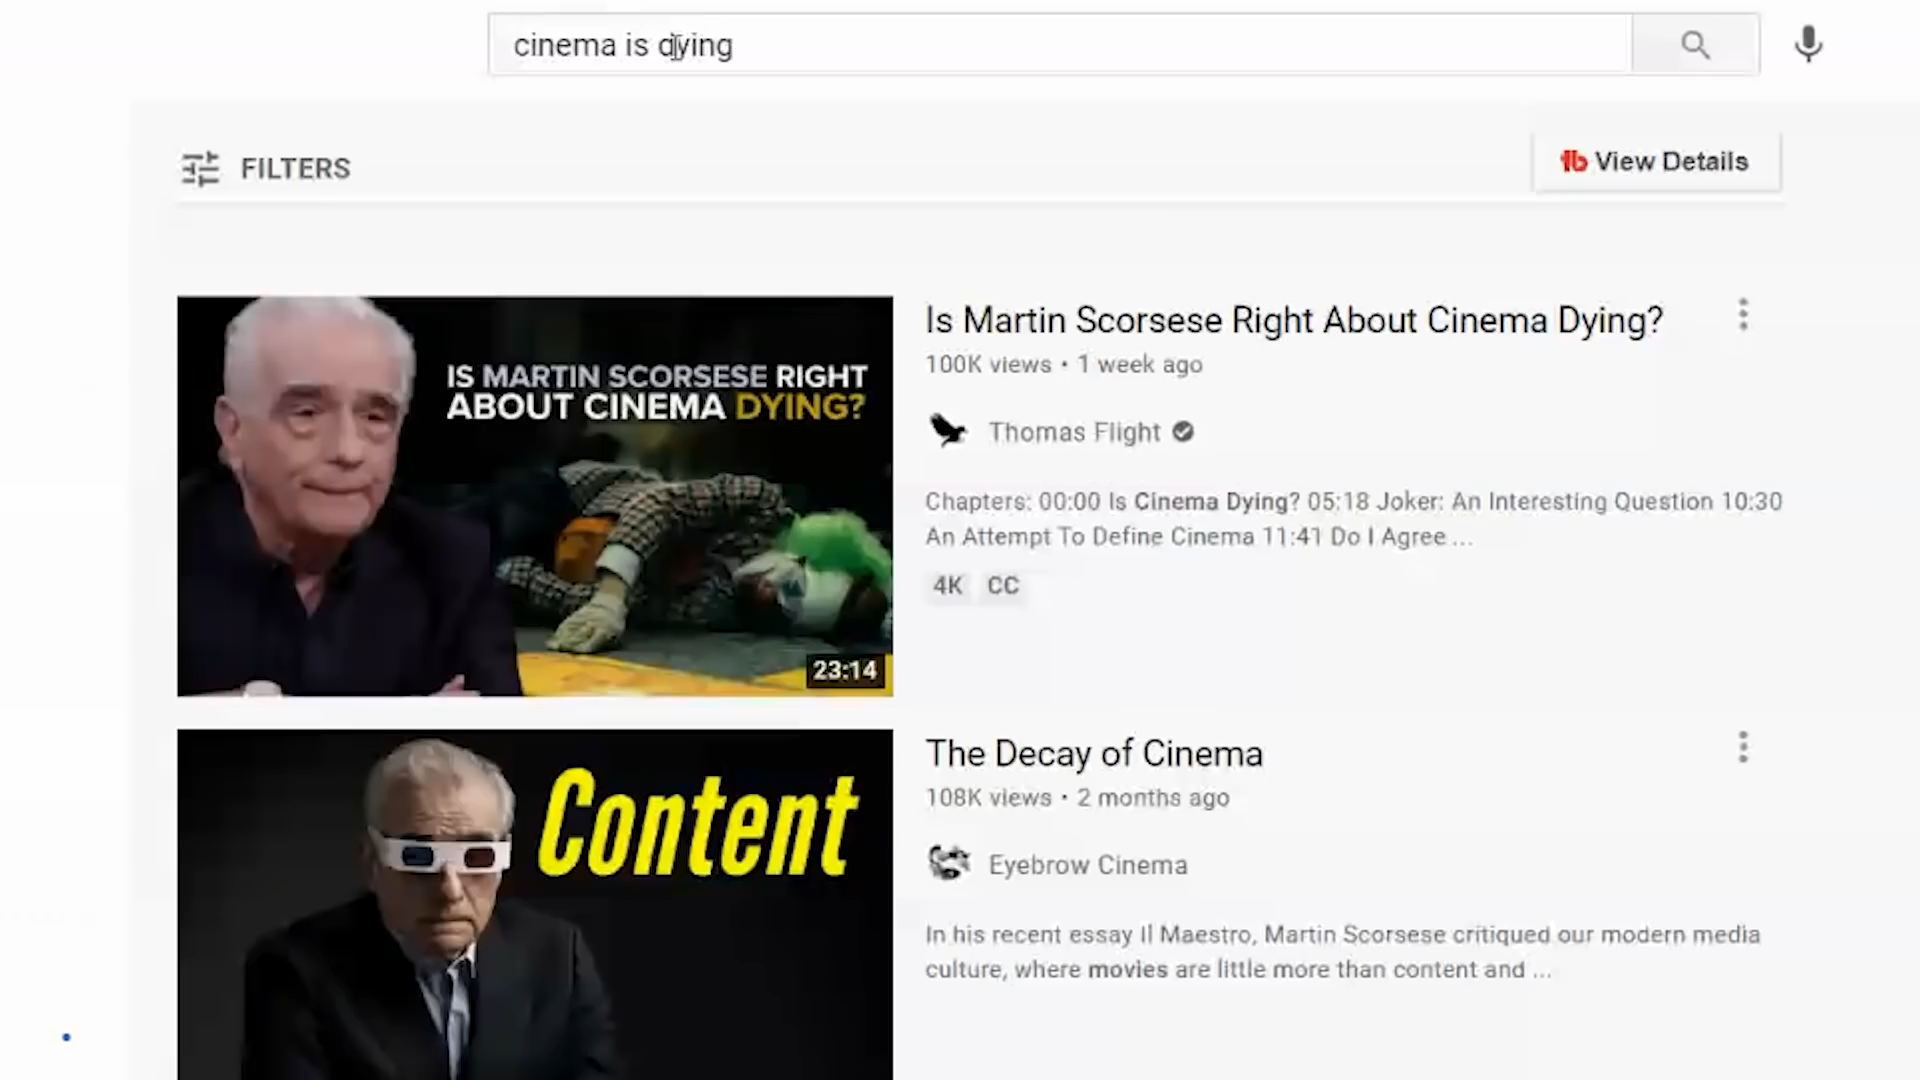 cinema is dying
FILTERS
View Details
IS MARTIN SCORSESE RIGHT
ABOUT CINEMA DYING?
23:14
Is Martin Scorsese Right About Cinema Dying?
100K views • 1 week ago
Thomas Flight
Chapters: 00:00 Is Cinema Dying? 05:18 Joker: An Interesting Question 10:30
An Attempt To Define Cinema 11:41 Do I Agree ...
4K CC
Content
The Decay of Cinema
108K views • 2 months ago
Eyebrow Cinema
In his recent essay Il Maestro, Martin Scorsese critiqued our modern media
culture, where movies are little more than content and ...